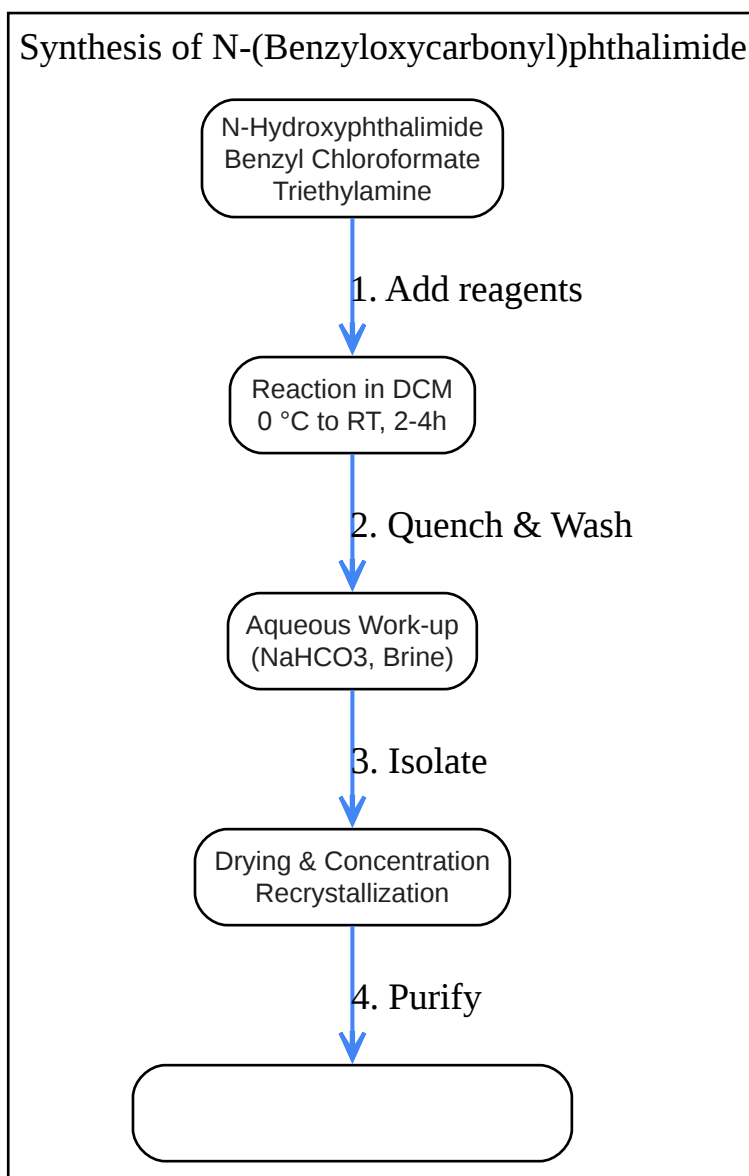 Synthesis of N-(Benzyloxycarbonyl)phthalimide
N-Hydroxyphthalimide
Benzyl Chloroformate
Triethylamine
1. Add reagents
Reaction in DCM
0 °C to RT, 2-4h
2. Quench & Wash
Aqueous Work-up
(NaHCO3, Brine)
3. Isolate
Drying & Concentration
Recrystallization
4. Purify